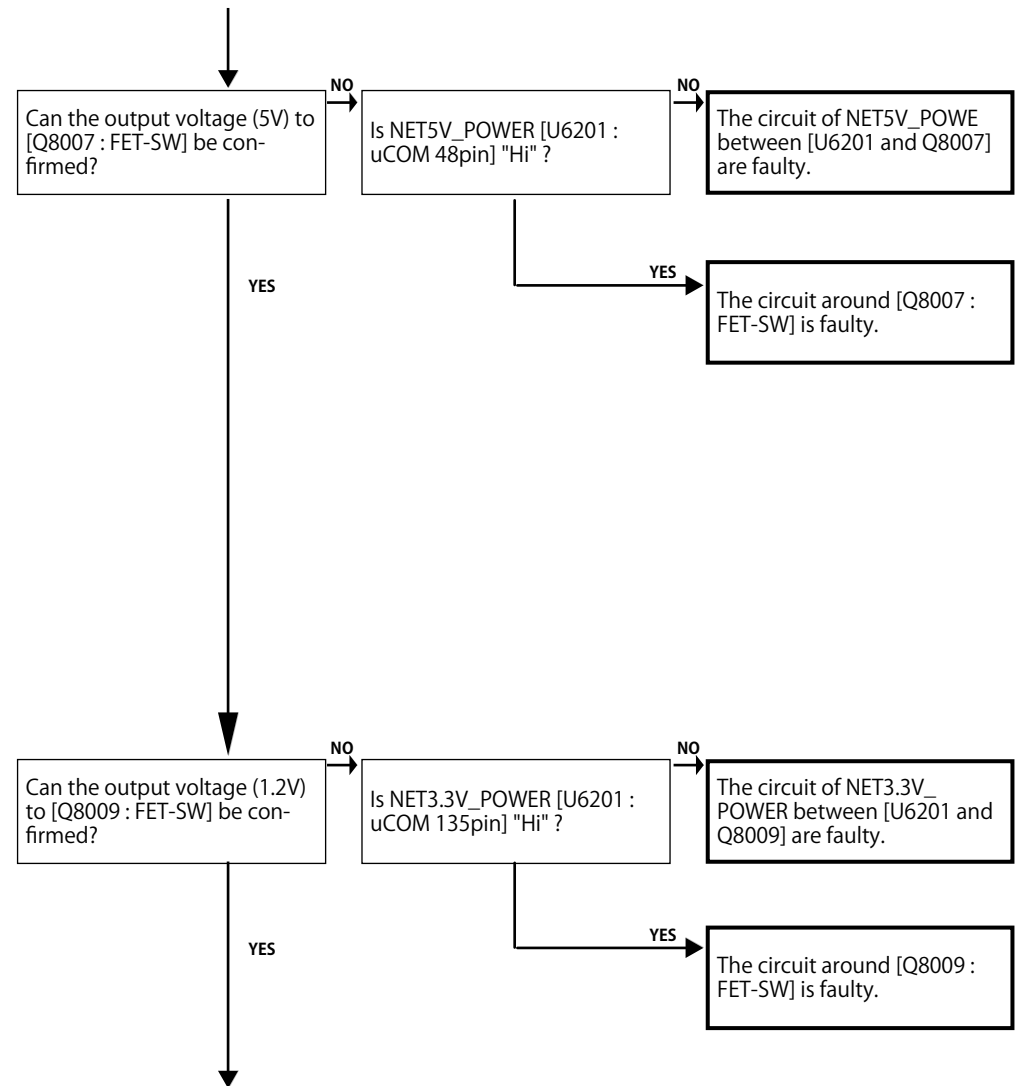 NO
NO
Can the output voltage (5V) to
[Q8007 : FET-SW] be con-
firmed?
Is NET5V_POWER [U6201 :
uCOM 48pin] "Hi" ?
The circuit of NET5V_POWE
between [U6201 and Q8007]
are faulty.
YES
YES
The circuit around [Q8007 :
FET-SW] is faulty.
NO
NO
Can the output voltage (1.2V)
to [Q8009 : FET-SW] be con-
firmed?
Is NET3.3V_POWER [U6201 :
uCOM 135pin] "Hi" ?
The circuit of NET3.3V_
POWER between [U6201 and
Q8009] are faulty.
YES
YES
The circuit around [Q8009 :
FET-SW] is faulty.